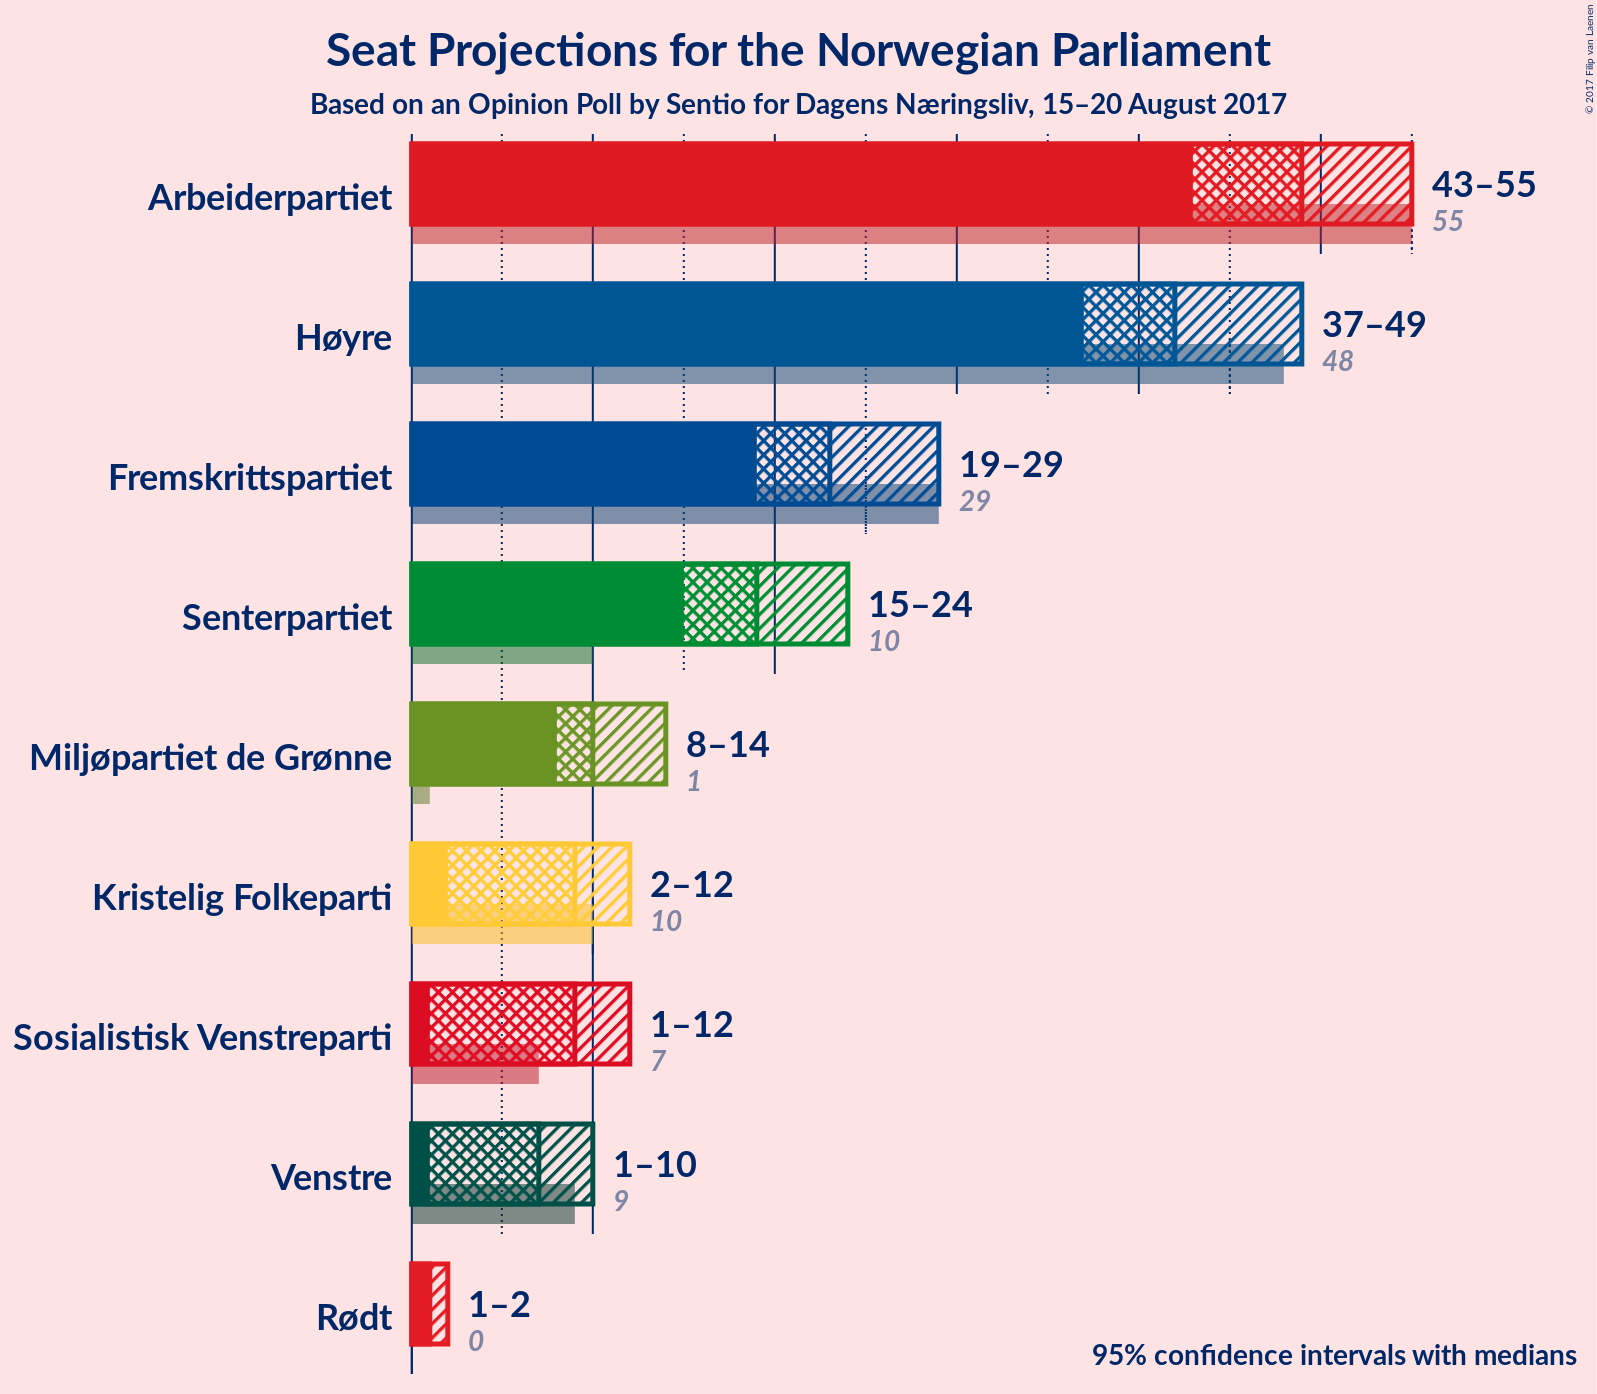 Seat Projections for the Norwegian Parliament
Based on an Opinion Poll by Sentio for Dagens Næringsliv, 15–20 August 2017
© 2017 Filip van Laenen
Arbeiderpartiet
43–55
55
Høyre
37–49
48
Fremskrittspartiet
19–29
29
Senterpartiet
15–24
10
Miljøpartiet de Grønne
8–14
1
Kristelig Folkeparti
2–12
10
Sosialistisk Venstreparti
1–12
7
Venstre
1–10
9
Rødt
1–2
0
95% confidence intervals with medians